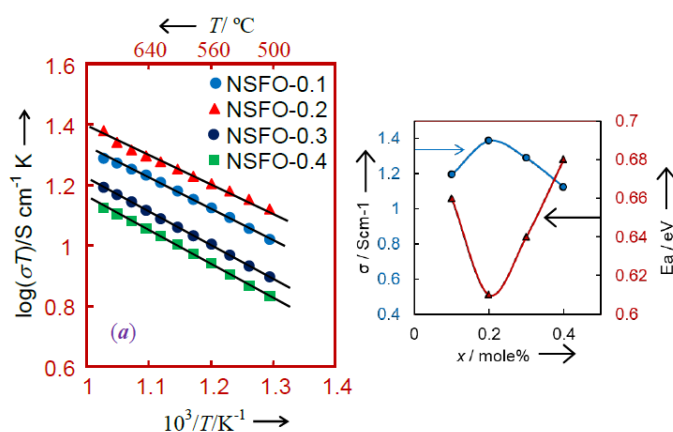 ← T/ ºC
640 560 500
1.6
1.4
1.2
1
0.8
0.6
log(σT)/S cm⁻¹ K →
NSFO-0.1
NSFO-0.2
NSFO-0.3
NSFO-0.4
(a)
1 1.1 1.2 1.3 1.4
10³/T/K⁻¹ →
σ / Scm-1 →
1.4
1.2
1
0.8
0.6
0.4
0.7
0.68
0.66
0.64
0.62
0.6
Ea / eV →
0 0.2 0.4 0.6
x / mole% →